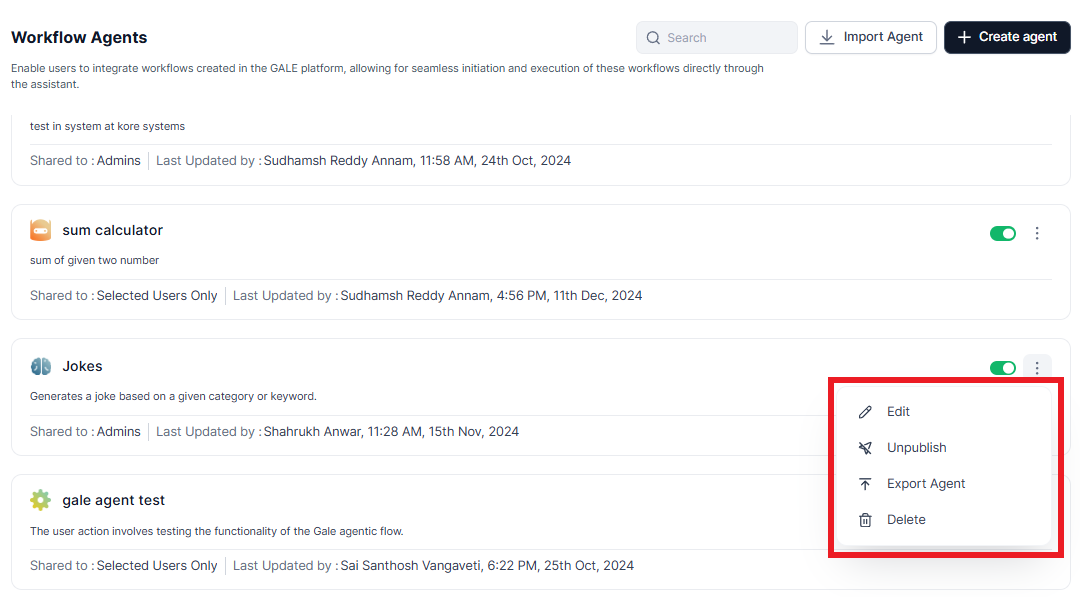 Workflow Agents
Search
Import Agent
Create agent
Enable users to integrate workflows created in the GALE platform, allowing for seamless initiation and execution of these workflows directly through
the assistant.
test in system at kore systems
Shared to : Admins Last Updated by : Sudhamsh Reddy Annam, 11:58 AM, 24th Oct, 2024
sum calculator
sum of given two number
Shared to : Selected Users Only Last Updated by : Sudhamsh Reddy Annam, 4:56 PM, 11th Dec, 2024
Jokes
Generates a joke based on a given category or keyword.
Shared to : Admins Last Updated by : Shahrukh Anwar, 11:28 AM, 15th Nov, 2024
Edit
Unpublish
Export Agent
Delete
gale agent test
The user action involves testing the functionality of the Gale agentic flow.
Shared to : Selected Users Only Last Updated by : Sai Santhosh Vangaveti, 6:22 PM, 25th Oct, 2024